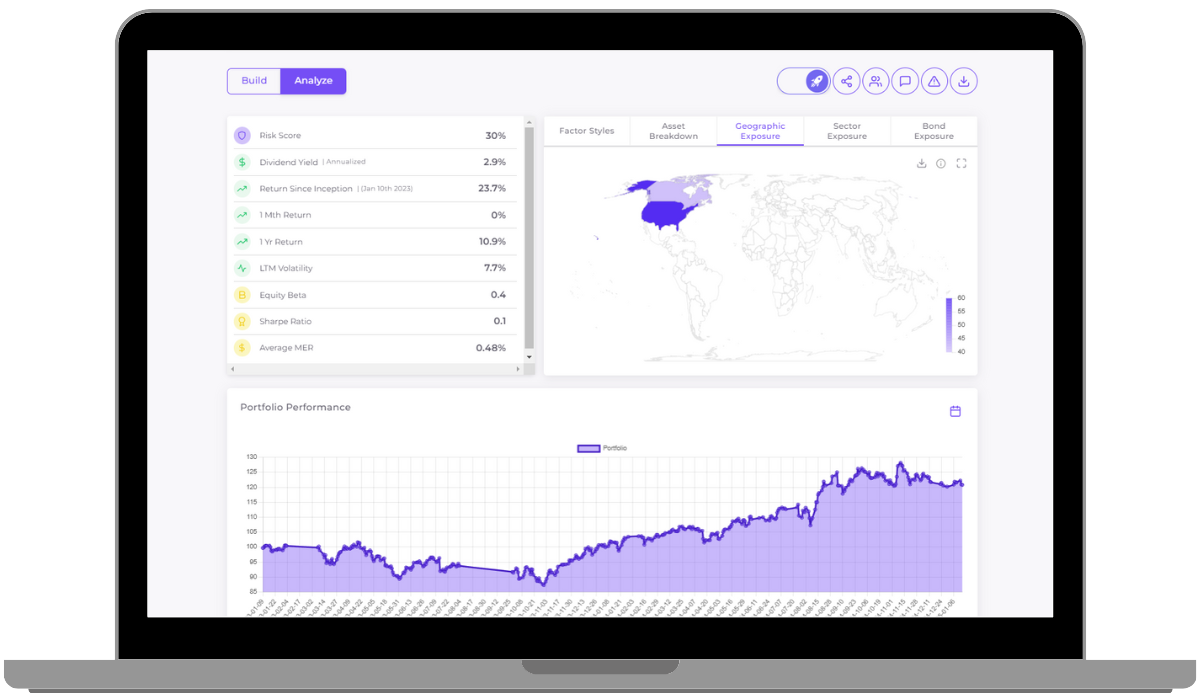 Build
Analyze
Risk Score 30%
Dividend Yield | Annualized 2.9%
Return Since Inception | (Jan 10th 2023) 23.7%
1 Mth Return 0%
1 Yr Return 10.9%
LTM Volatility 7.7%
Equity Beta 0.4
Sharpe Ratio 0.1
Average MER 0.48%
Factor Styles
Asset
Breakdown
Geographic
Exposure
Sector
Exposure
Bond
Exposure
60
55
50
45
40
Portfolio Performance
Portfolio
130
125
120
115
110
105
100
95
90
85